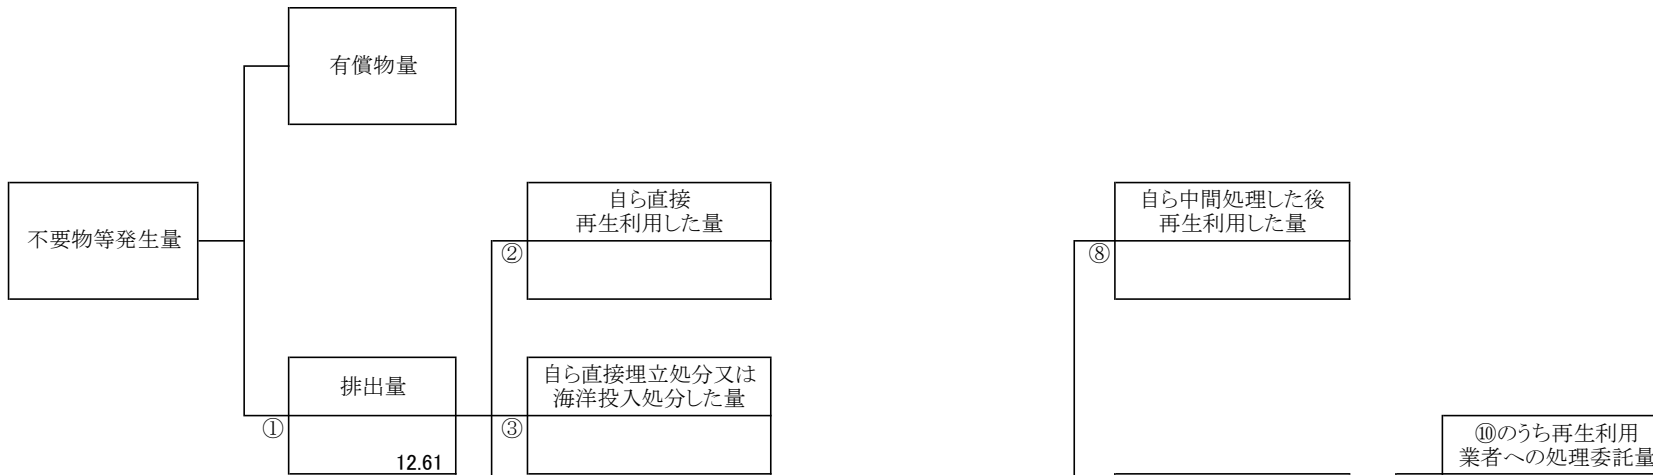 有償物量
不要物等発生量
自ら直接
再生利用した量
②
自ら中間処理した後
再生利用した量
⑧
排出量
①
12.61
自ら直接埋立処分又は
海洋投入処分した量
③
⑩のうち再生利用
業者への処理委託量